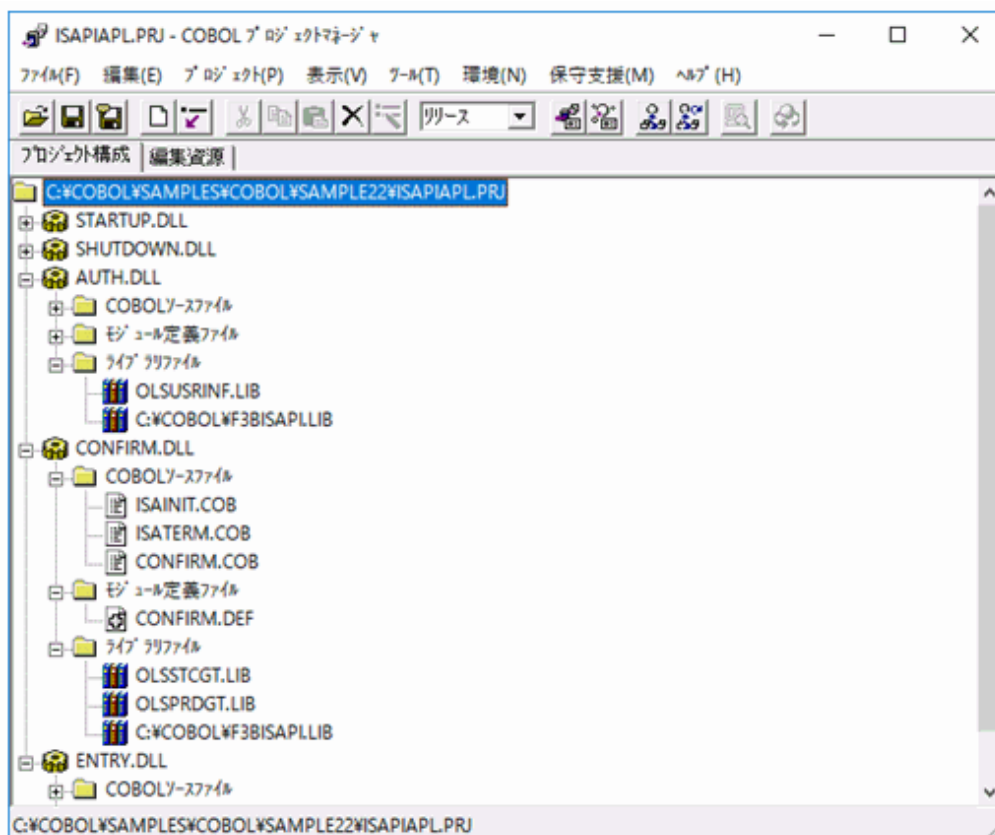 ISAPIAPL.PRJ - COBOL ﾌﾟﾛｼﾞｪｸﾄﾏﾈｰｼﾞｬ
ﾌｧｲﾙ(F) 編集(E) ﾌﾟﾛｼﾞｪｸﾄ(P) 表示(V) ﾂｰﾙ(T) 環境(N) 保守支援(M) ﾍﾙﾌﾟ(H)
ﾘﾘｰｽ
ﾌﾟﾛｼﾞｪｸﾄ構成 編集資源
C:¥COBOL¥SAMPLES¥COBOL¥SAMPLE22¥ISAPIAPL.PRJ
STARTUP.DLL
SHUTDOWN.DLL
AUTH.DLL
COBOLｿｰｽﾌｧｲﾙ
ﾓｼﾞｭｰﾙ定義ﾌｧｲﾙ
ﾗｲﾌﾞﾗﾘﾌｧｲﾙ
OLSUSRINF.LIB
C:¥COBOL¥F3BISAPI.LIB
CONFIRM.DLL
COBOLｿｰｽﾌｧｲﾙ
ISAINIT.COB
ISATERM.COB
CONFIRM.COB
ﾓｼﾞｭｰﾙ定義ﾌｧｲﾙ
CONFIRM.DEF
ﾗｲﾌﾞﾗﾘﾌｧｲﾙ
OLSSTCGT.LIB
OLSPRDGT.LIB
C:¥COBOL¥F3BISAPI.LIB
ENTRY.DLL
COBOLｿｰｽﾌｧｲﾙ
C:¥COBOL¥SAMPLES¥COBOL¥SAMPLE22¥ISAPIAPL.PRJ